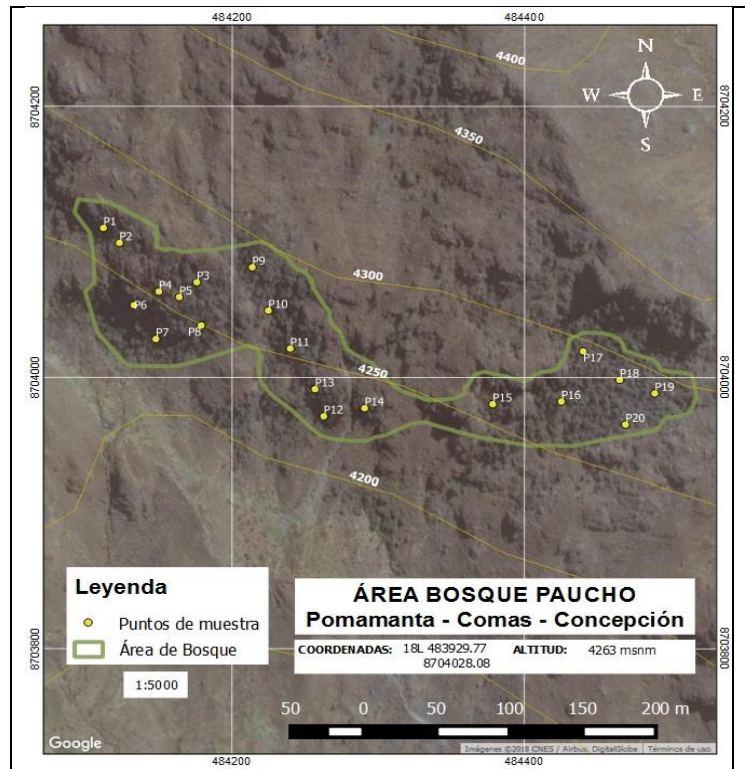 484200 484400
N
W E
S
4400
8704200 8704200
4350
P1
P2
P9
4300
P3
P4
P5
P6
P10
P8
P7
P11
P17
8704000 8704000
4250
P18
P13
P19
P14
P15
P16
P12
P20
4200
Leyenda
Puntos de muestra
Área de Bosque
1:5000
ÁREA BOSQUE PAUCHO
Pomamanta - Comas - Concepción
COORDENADAS: 18L 483929.77 ALTITUD: 4263 msnm
8704028.08
8703800 8703800
50 0 50 100 150 200 m
Google
Imágenes ©2018 CNES / Airbus, DigitalGlobe Términos de uso
484200 484400